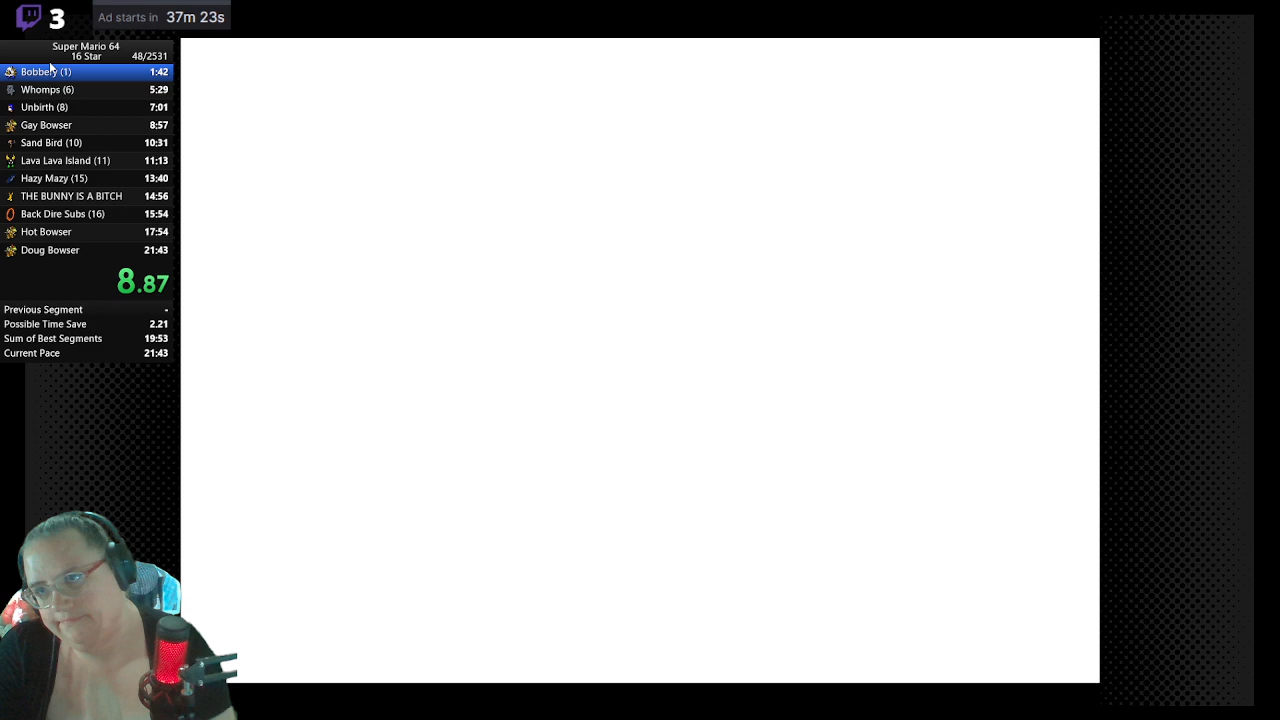 3
Ad starts in 37m 23s
Super Mario 64
16 Star 48/2531
Bobbery (1) 1:42
Whomps (6) 5:29
Unbirth (8) 7:01
Gay Bowser 8:57
Sand Bird (10) 10:31
Lava Lava Island (11) 11:13
Hazy Mazy (15) 13:40
THE BUNNY IS A BITCH 14:56
Back Dire Subs (16) 15:54
Hot Bowser 17:54
Doug Bowser 21:43
8.87
Previous Segment -
Possible Time Save 2.21
Sum of Best Segments 19:53
Current Pace 21:43